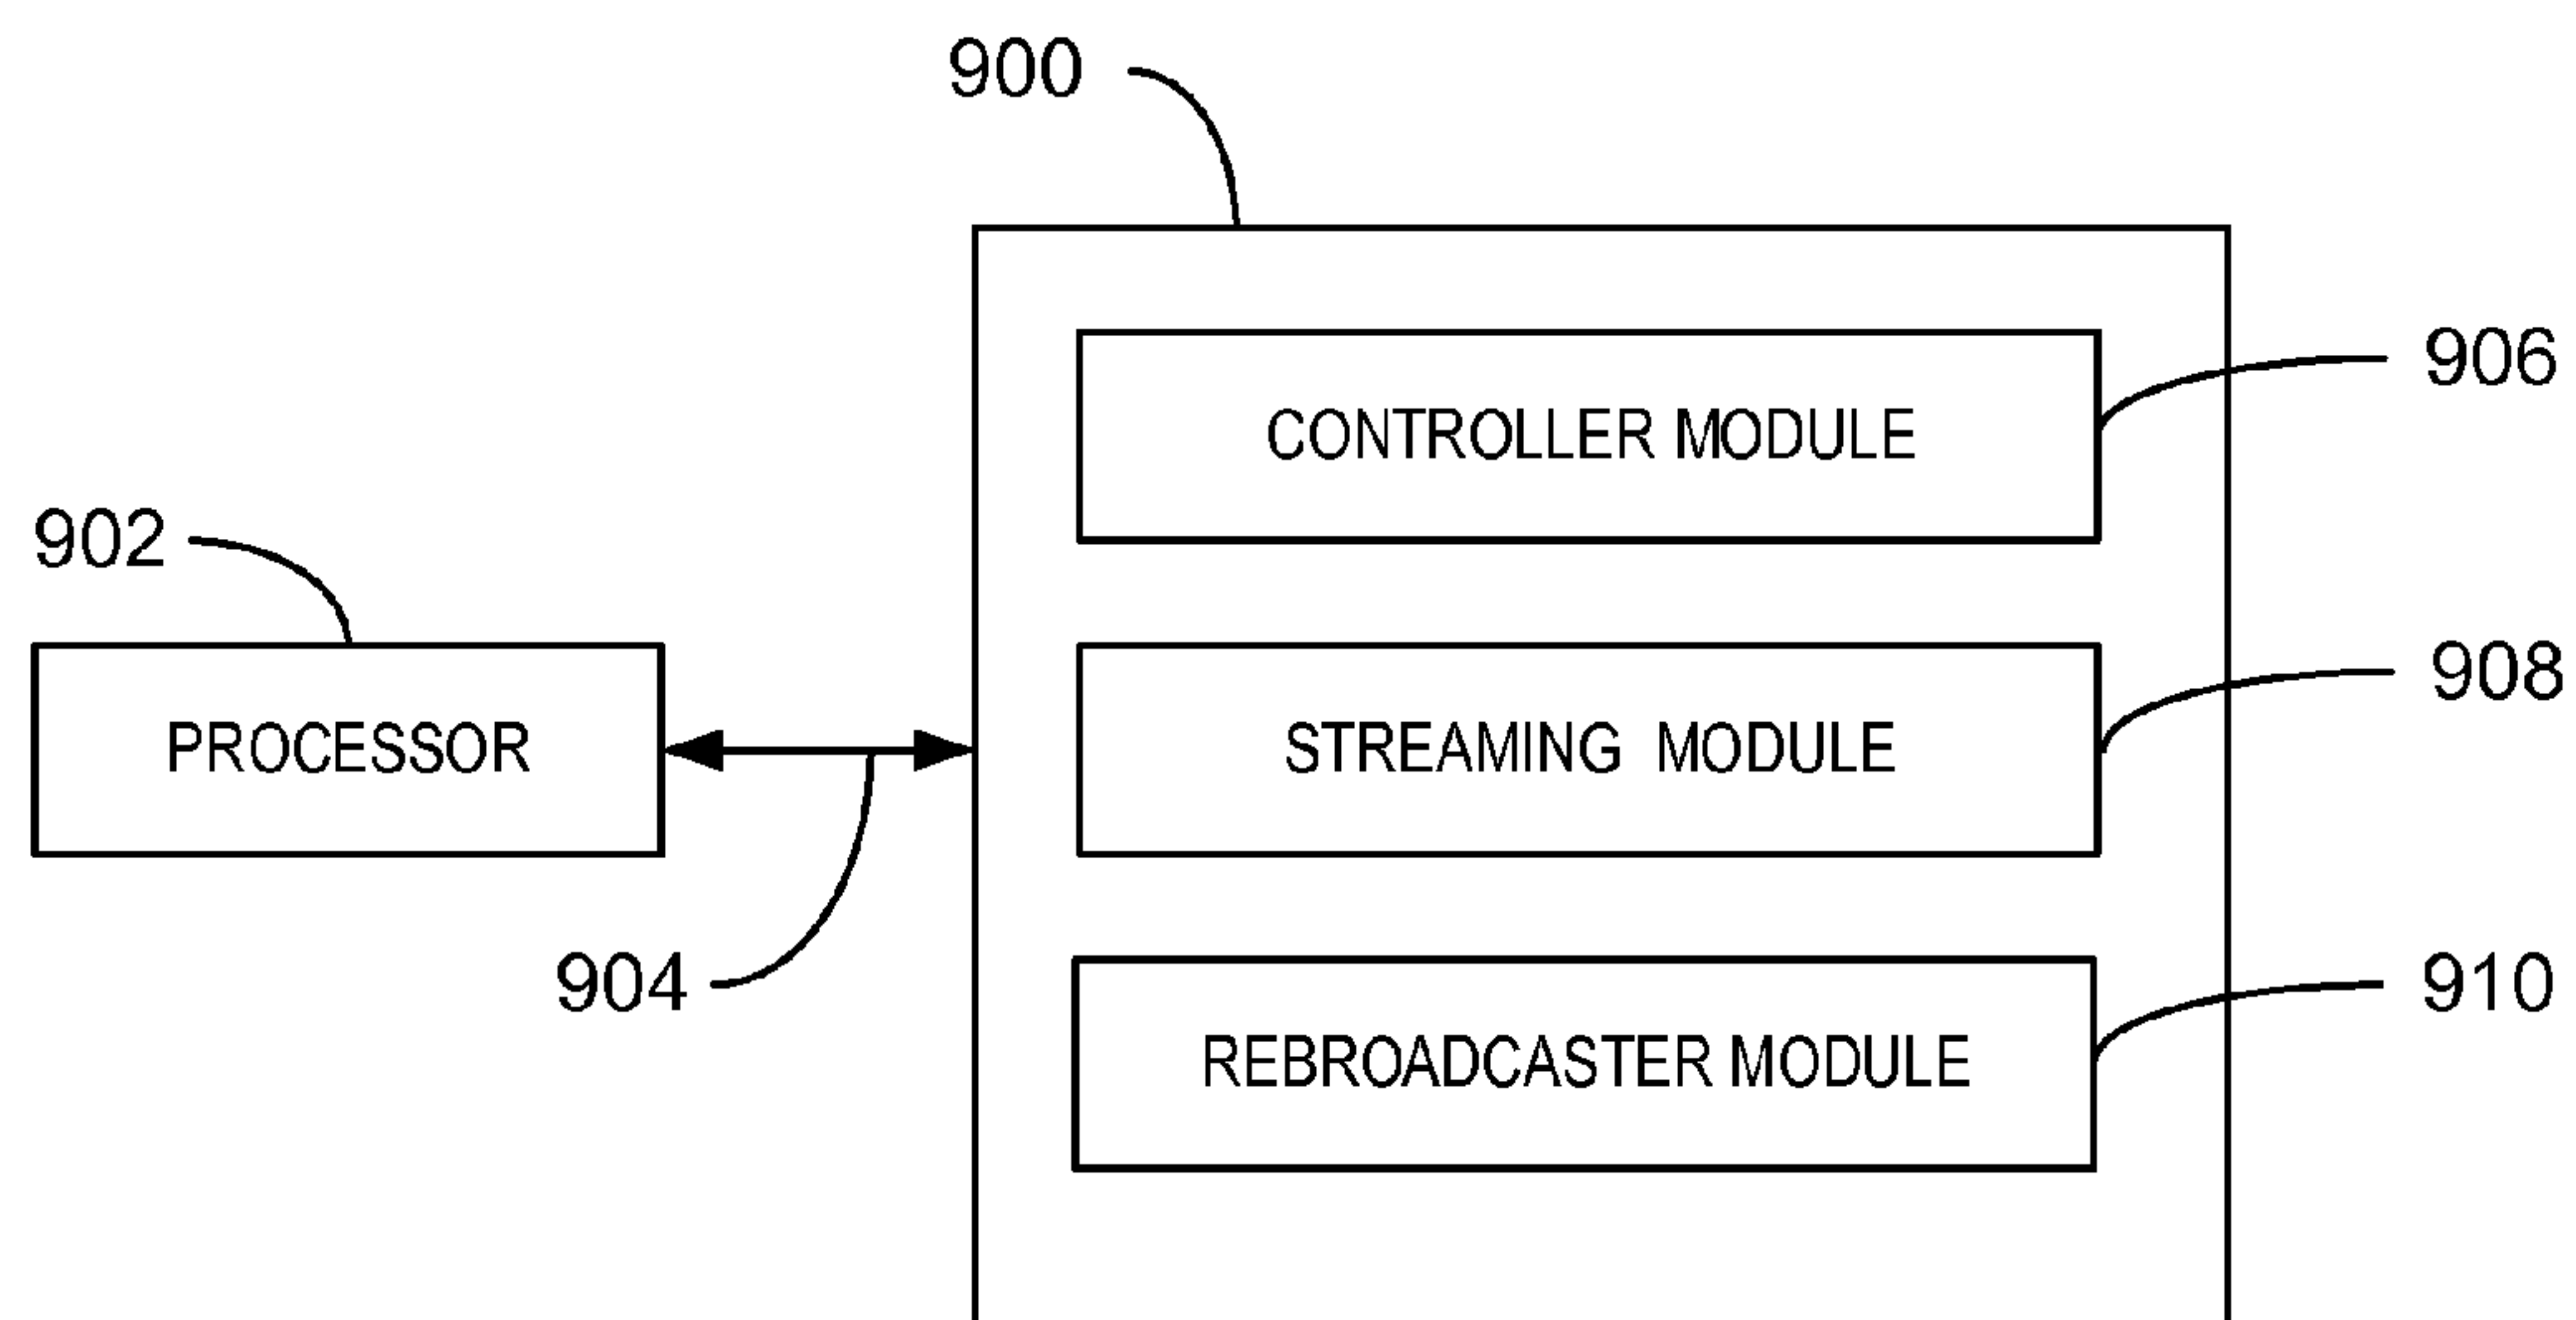 900
906
CONTROLLER MODULE
902
908
PROCESSOR
STREAMING MODULE
904
910
REBROADCASTER MODULE